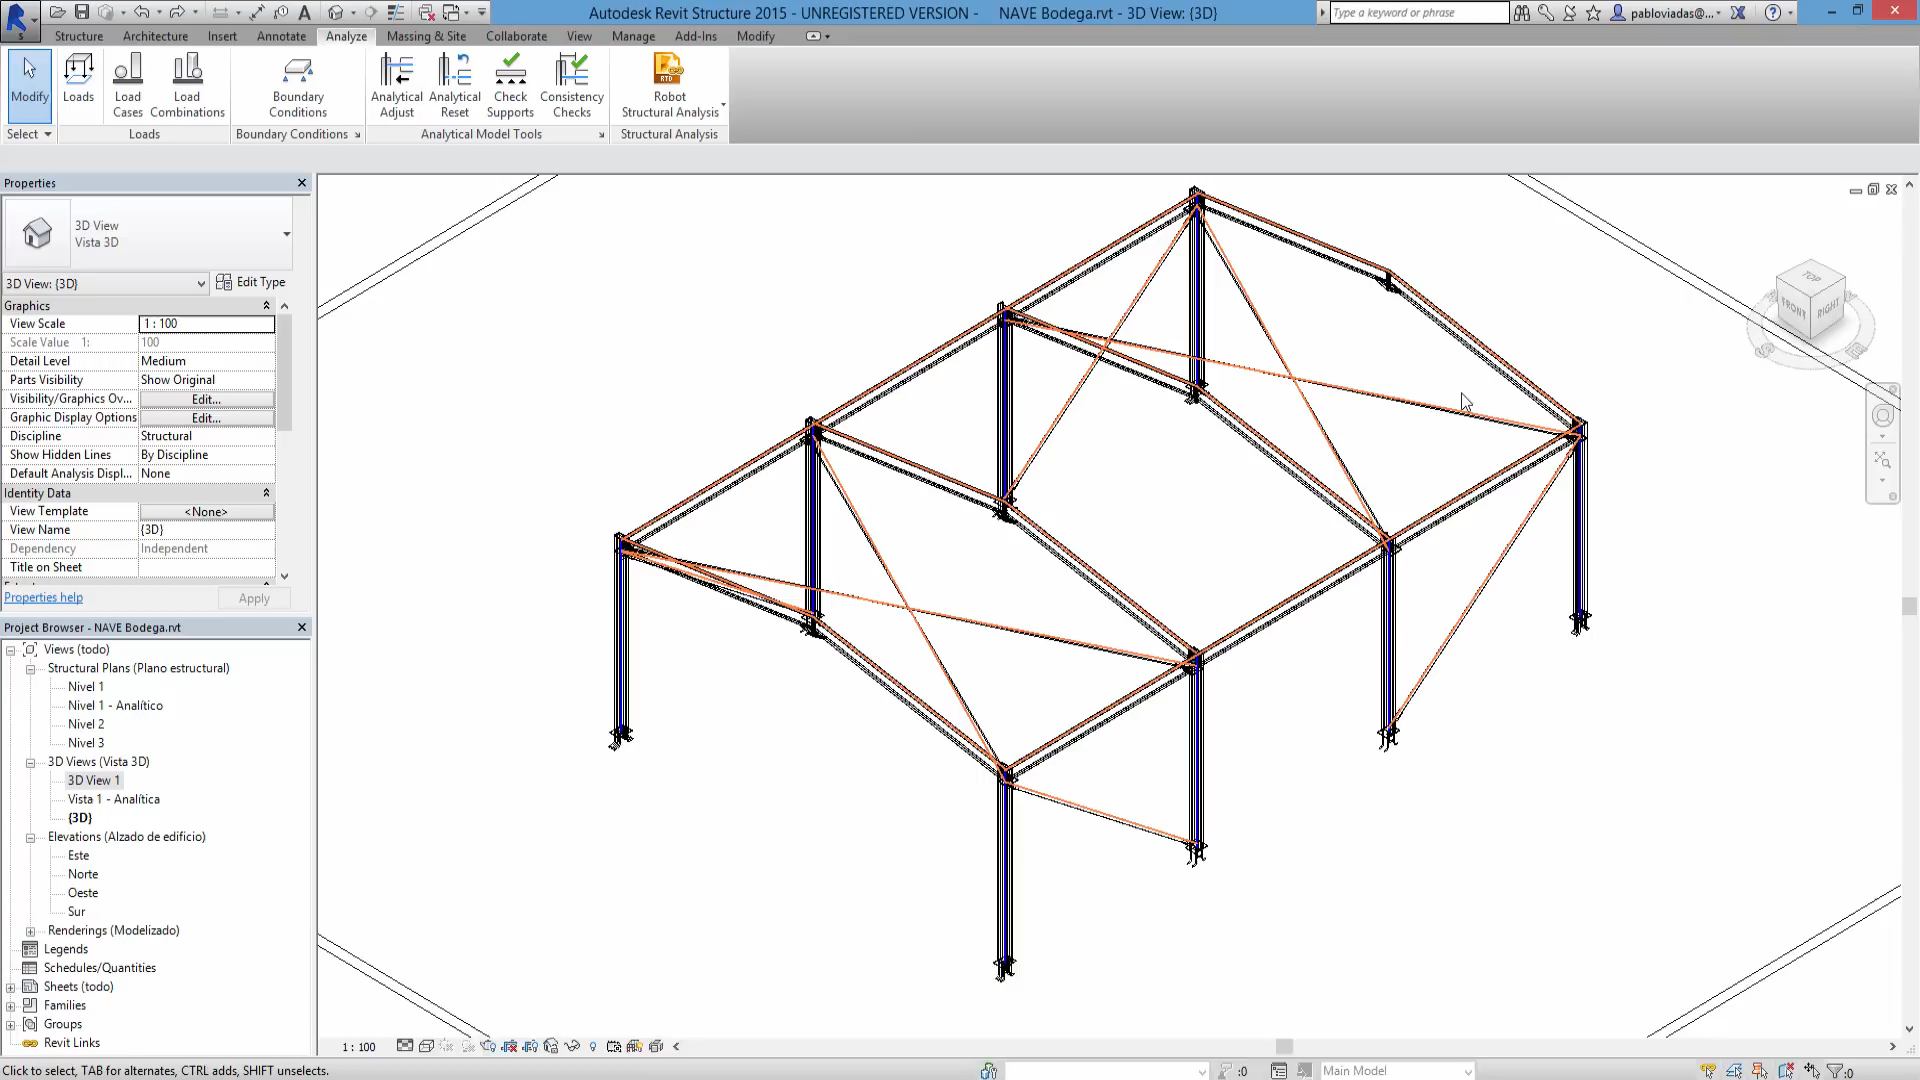 Autodesk Revit Structure 2015 - UNREGISTERED VERSION - NAVE Bodega.rvt - 3D View: {3D}
Type a keyword or phrase
pabloviadas@...
Structure
Architecture
Insert
Annotate
Analyze
Massing & Site
Collaborate
View
Manage
Add-Ins
Modify
Modify
Loads
Load Cases
Load Combinations
Boundary Conditions
Analytical Adjust
Analytical Reset
Check Supports
Consistency Checks
RTD
Robot Structural Analysis
Select
Loads
Boundary Conditions
Analytical Model Tools
Structural Analysis
Properties
3D View
Vista 3D
3D View: {3D}
Edit Type
Graphics
View Scale 1 : 100
Scale Value 1: 100
Detail Level Medium
Parts Visibility Show Original
Visibility/Graphics Ov... Edit...
Graphic Display Options Edit...
Discipline Structural
Show Hidden Lines By Discipline
Default Analysis Displ... None
Identity Data
View Template <None>
View Name {3D}
Dependency Independent
Title on Sheet
Properties help
Apply
Project Browser - NAVE Bodega.rvt
Views (todo)
Structural Plans (Plano estructural)
Nivel 1
Nivel 1 - Analítico
Nivel 2
Nivel 3
3D Views (Vista 3D)
3D View 1
Vista 1 - Analítica
{3D}
Elevations (Alzado de edificio)
Este
Norte
Oeste
Sur
Renderings (Modelizado)
Legends
Schedules/Quantities
Sheets (todo)
Families
Groups
Revit Links
TOP
FRONT
RIGHT
1 : 100
Click to select, TAB for alternates, CTRL adds, SHIFT unselects.
:0
Main Model
:0